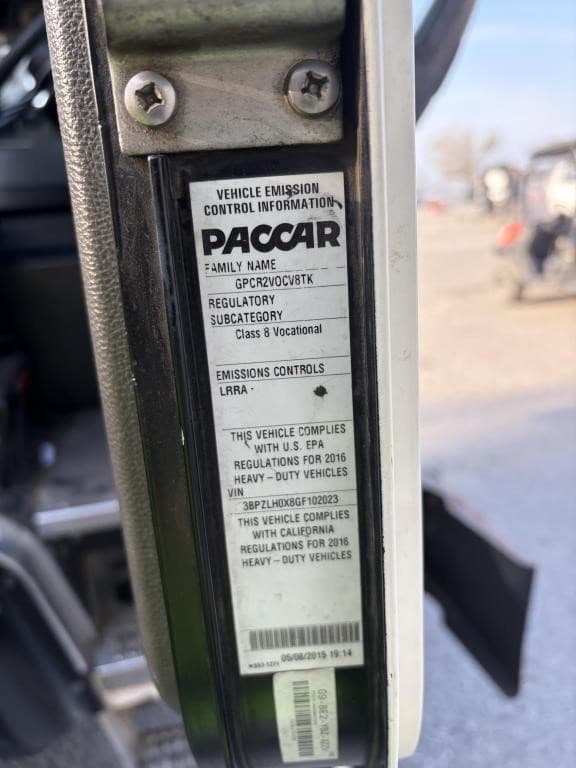 VEHICLE EMISSION
CONTROL INFORMATION
PACCAR
FAMILY NAME
GPCR2VOCV8TK
REGULATORY
SUBCATEGORY
Class 8 Vocational
EMISSIONS CONTROLS
LRRA
THIS VEHICLE COMPLIES
WITH U.S. EPA
REGULATIONS FOR 2016
HEAVY-DUTY VEHICLES
VIN
3BPZLH0X8GF102023
THIS VEHICLE COMPLIES
WITH CALIFORNIA
REGULATIONS FOR 2016
HEAVY-DUTY VEHICLES
05/08/2015 19:14